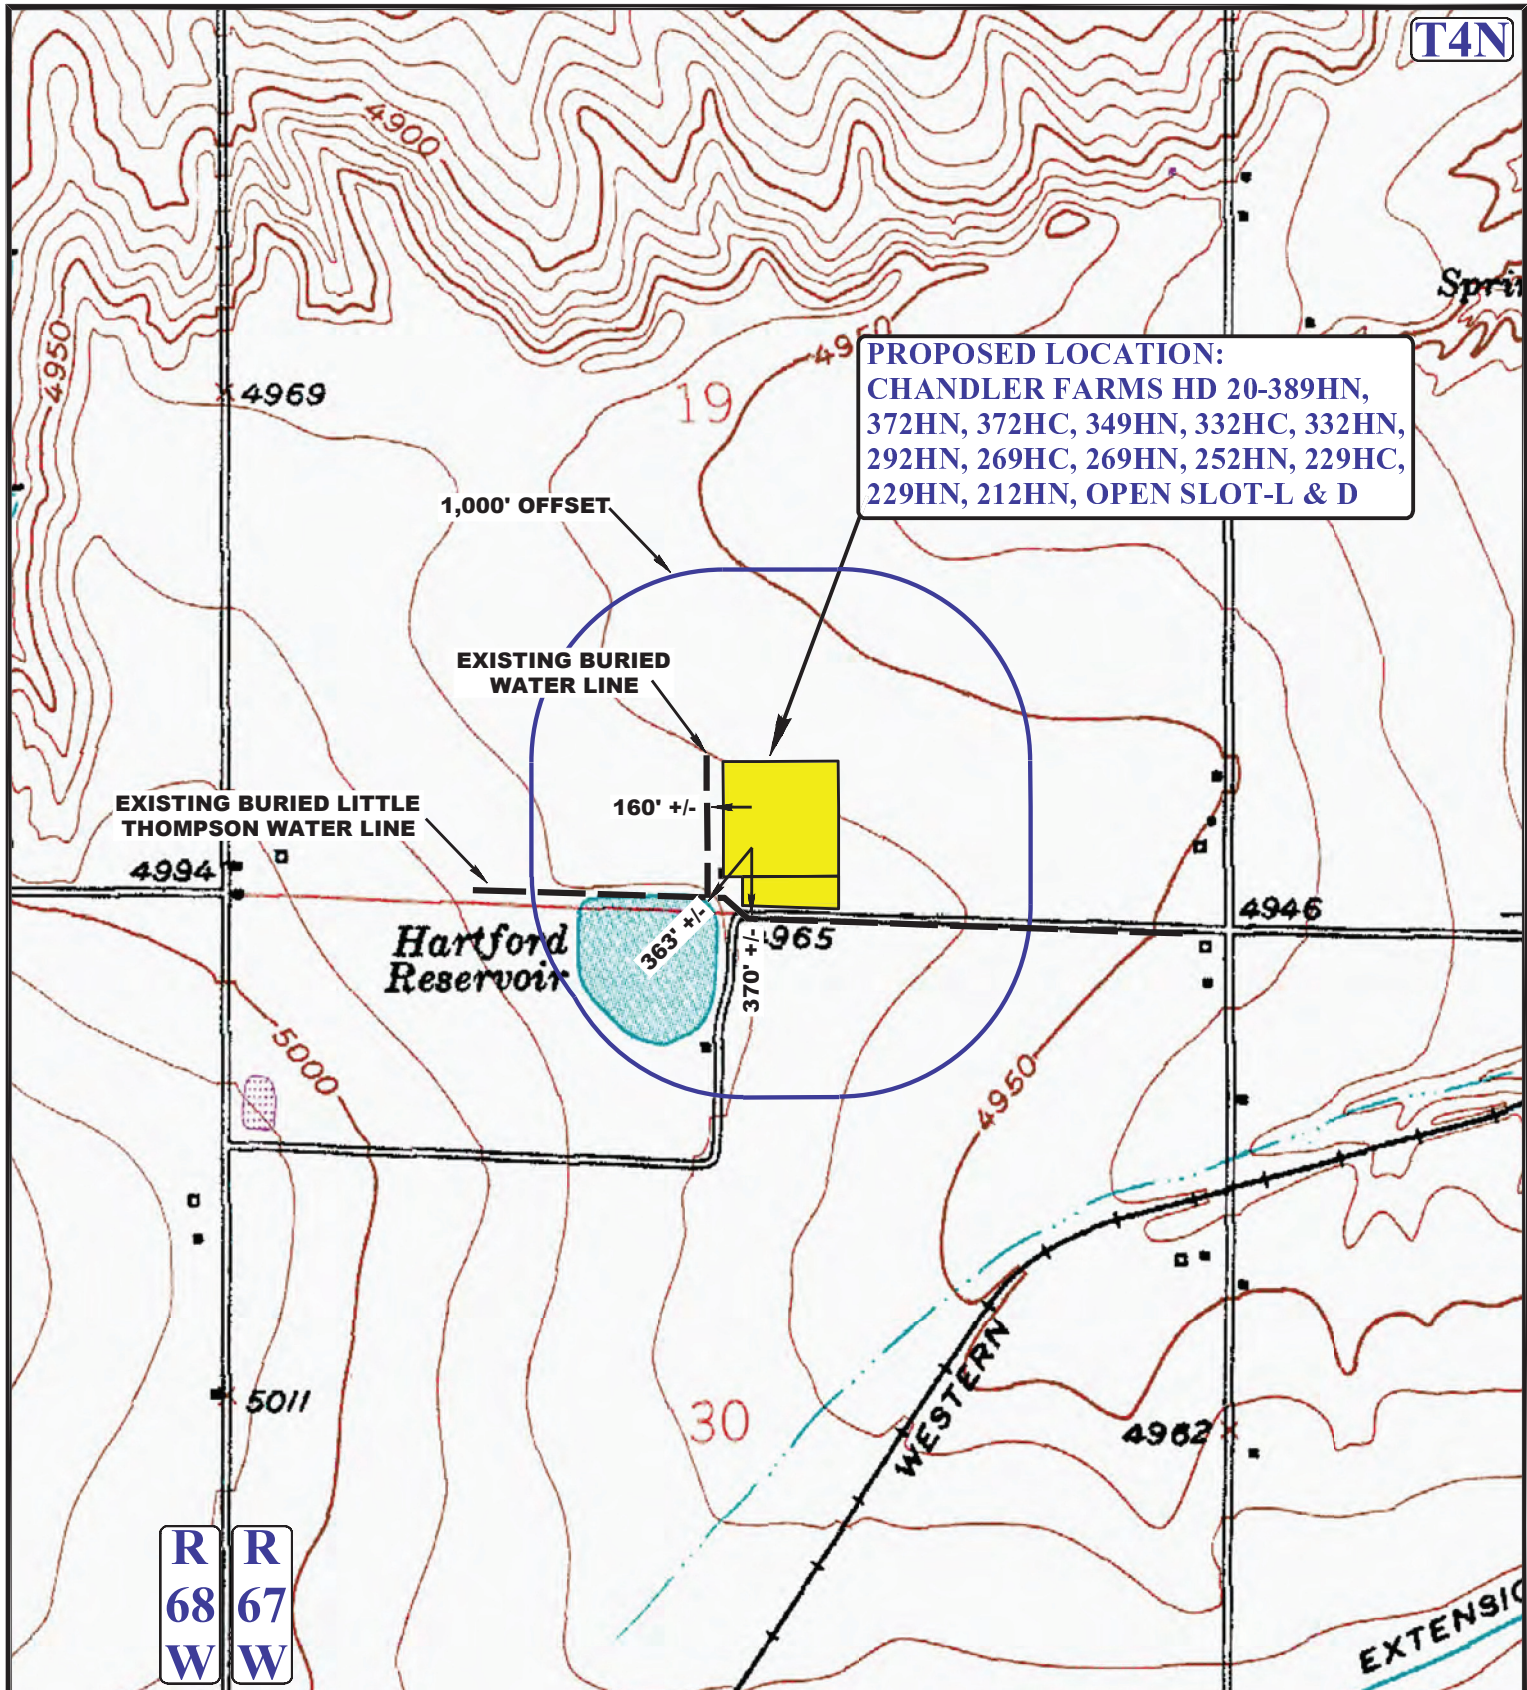 T4N
4900
Sprin
4950
4950
PROPOSED LOCATION:
CHANDLER FARMS HD 20-389HN,
372HN, 372HC, 349HN, 332HC, 332HN,
292HN, 269HC, 269HN, 252HN, 229HC,
229HN, 212HN, OPEN SLOT-L & D
4969
19
1,000' OFFSET
EXISTING BURIED
WATER LINE
160' +/-
EXISTING BURIED LITTLE
THOMPSON WATER LINE
4994
4946
Hartford
Reservoir
363' +/-
370' +/-
4965
5000
4950
WESTERN
5011
30
4962
R
68
W
R
67
W
EXTENSIO